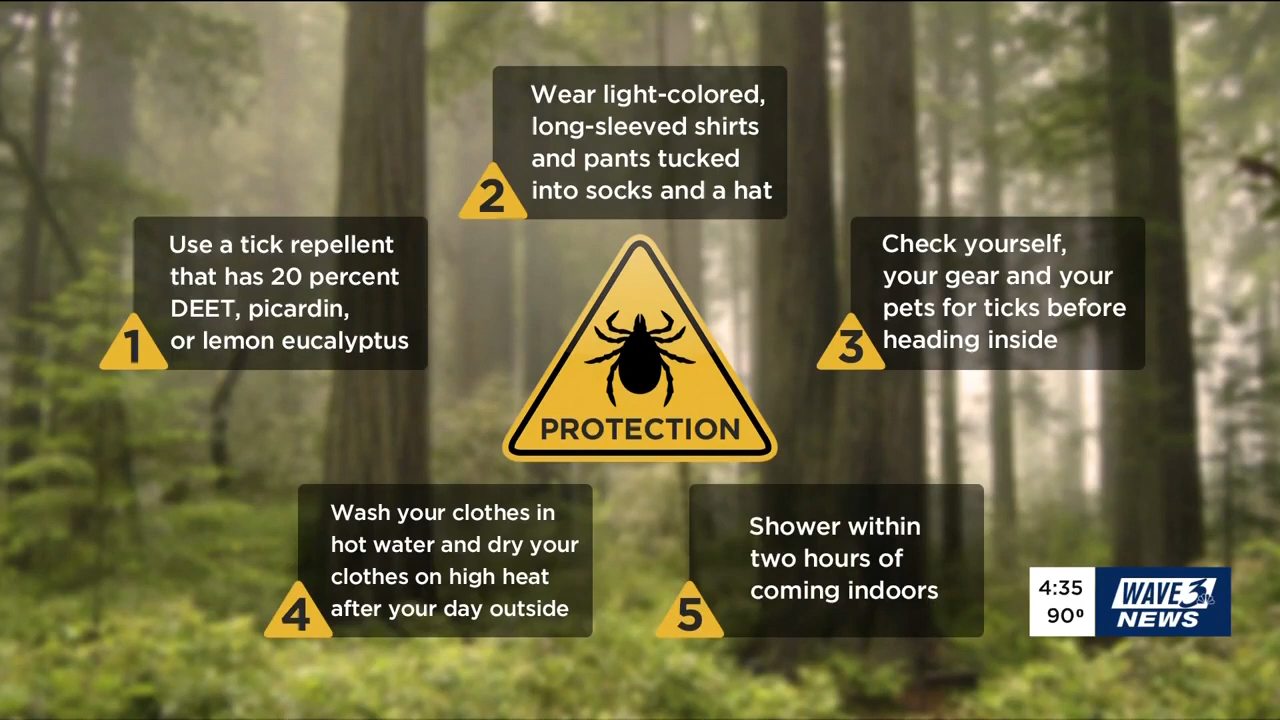 Wear light-colored,
long-sleeved shirts
and pants tucked
into socks and a hat
2
Use a tick repellent
that has 20 percent
DEET, picardin,
or lemon eucalyptus
1
Check yourself,
your gear and your
pets for ticks before
heading inside
3
PROTECTION
Wash your clothes in
hot water and dry your
clothes on high heat
after your day outside
4
Shower within
two hours of
coming indoors
5
4:35
90º
WAVE 3
NEWS